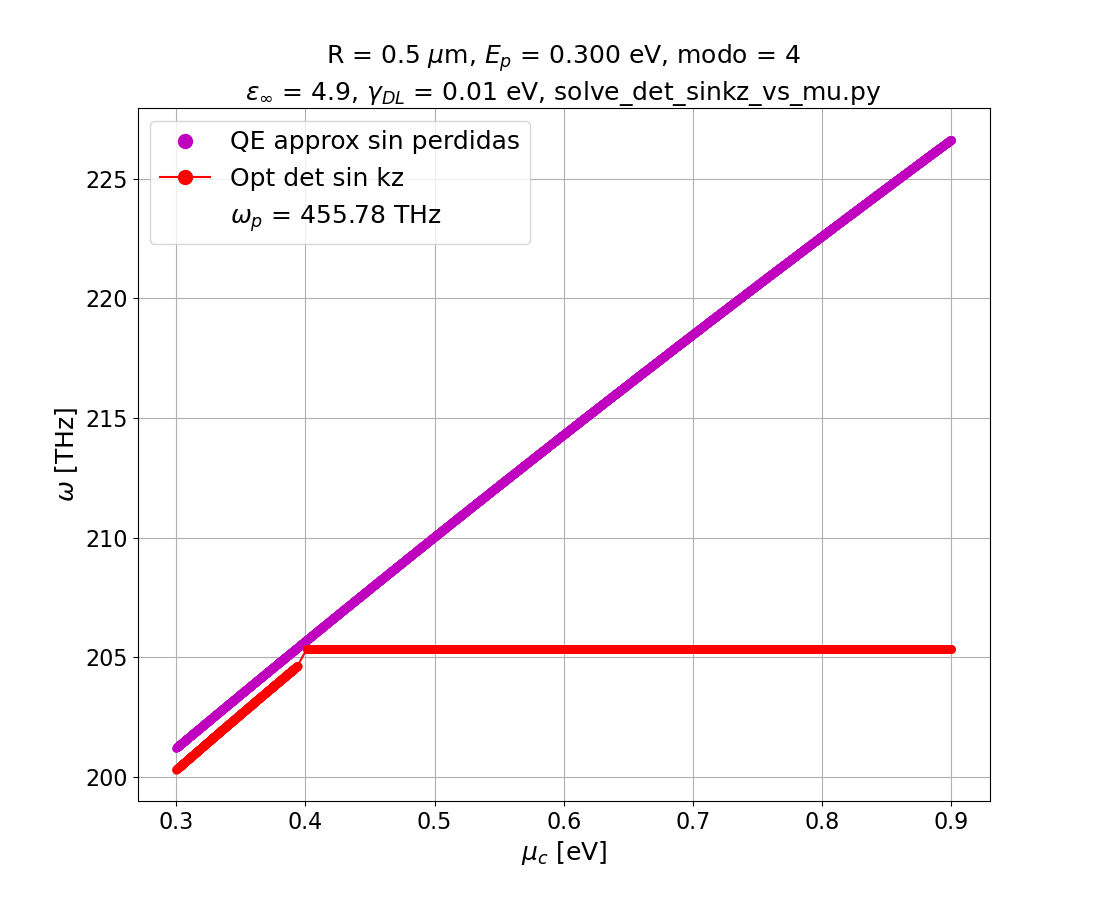 R = 0.5 μm, E_p = 0.300 eV, modo = 4
ε_∞ = 4.9, γ_DL = 0.01 eV, solve_det_sinkz_vs_mu.py
QE approx sin perdidas
Opt det sin kz
ω_p = 455.78 THz
225
220
215
210
205
200
ω [THz]
0.3 0.4 0.5 0.6 0.7 0.8 0.9
μ_c [eV]